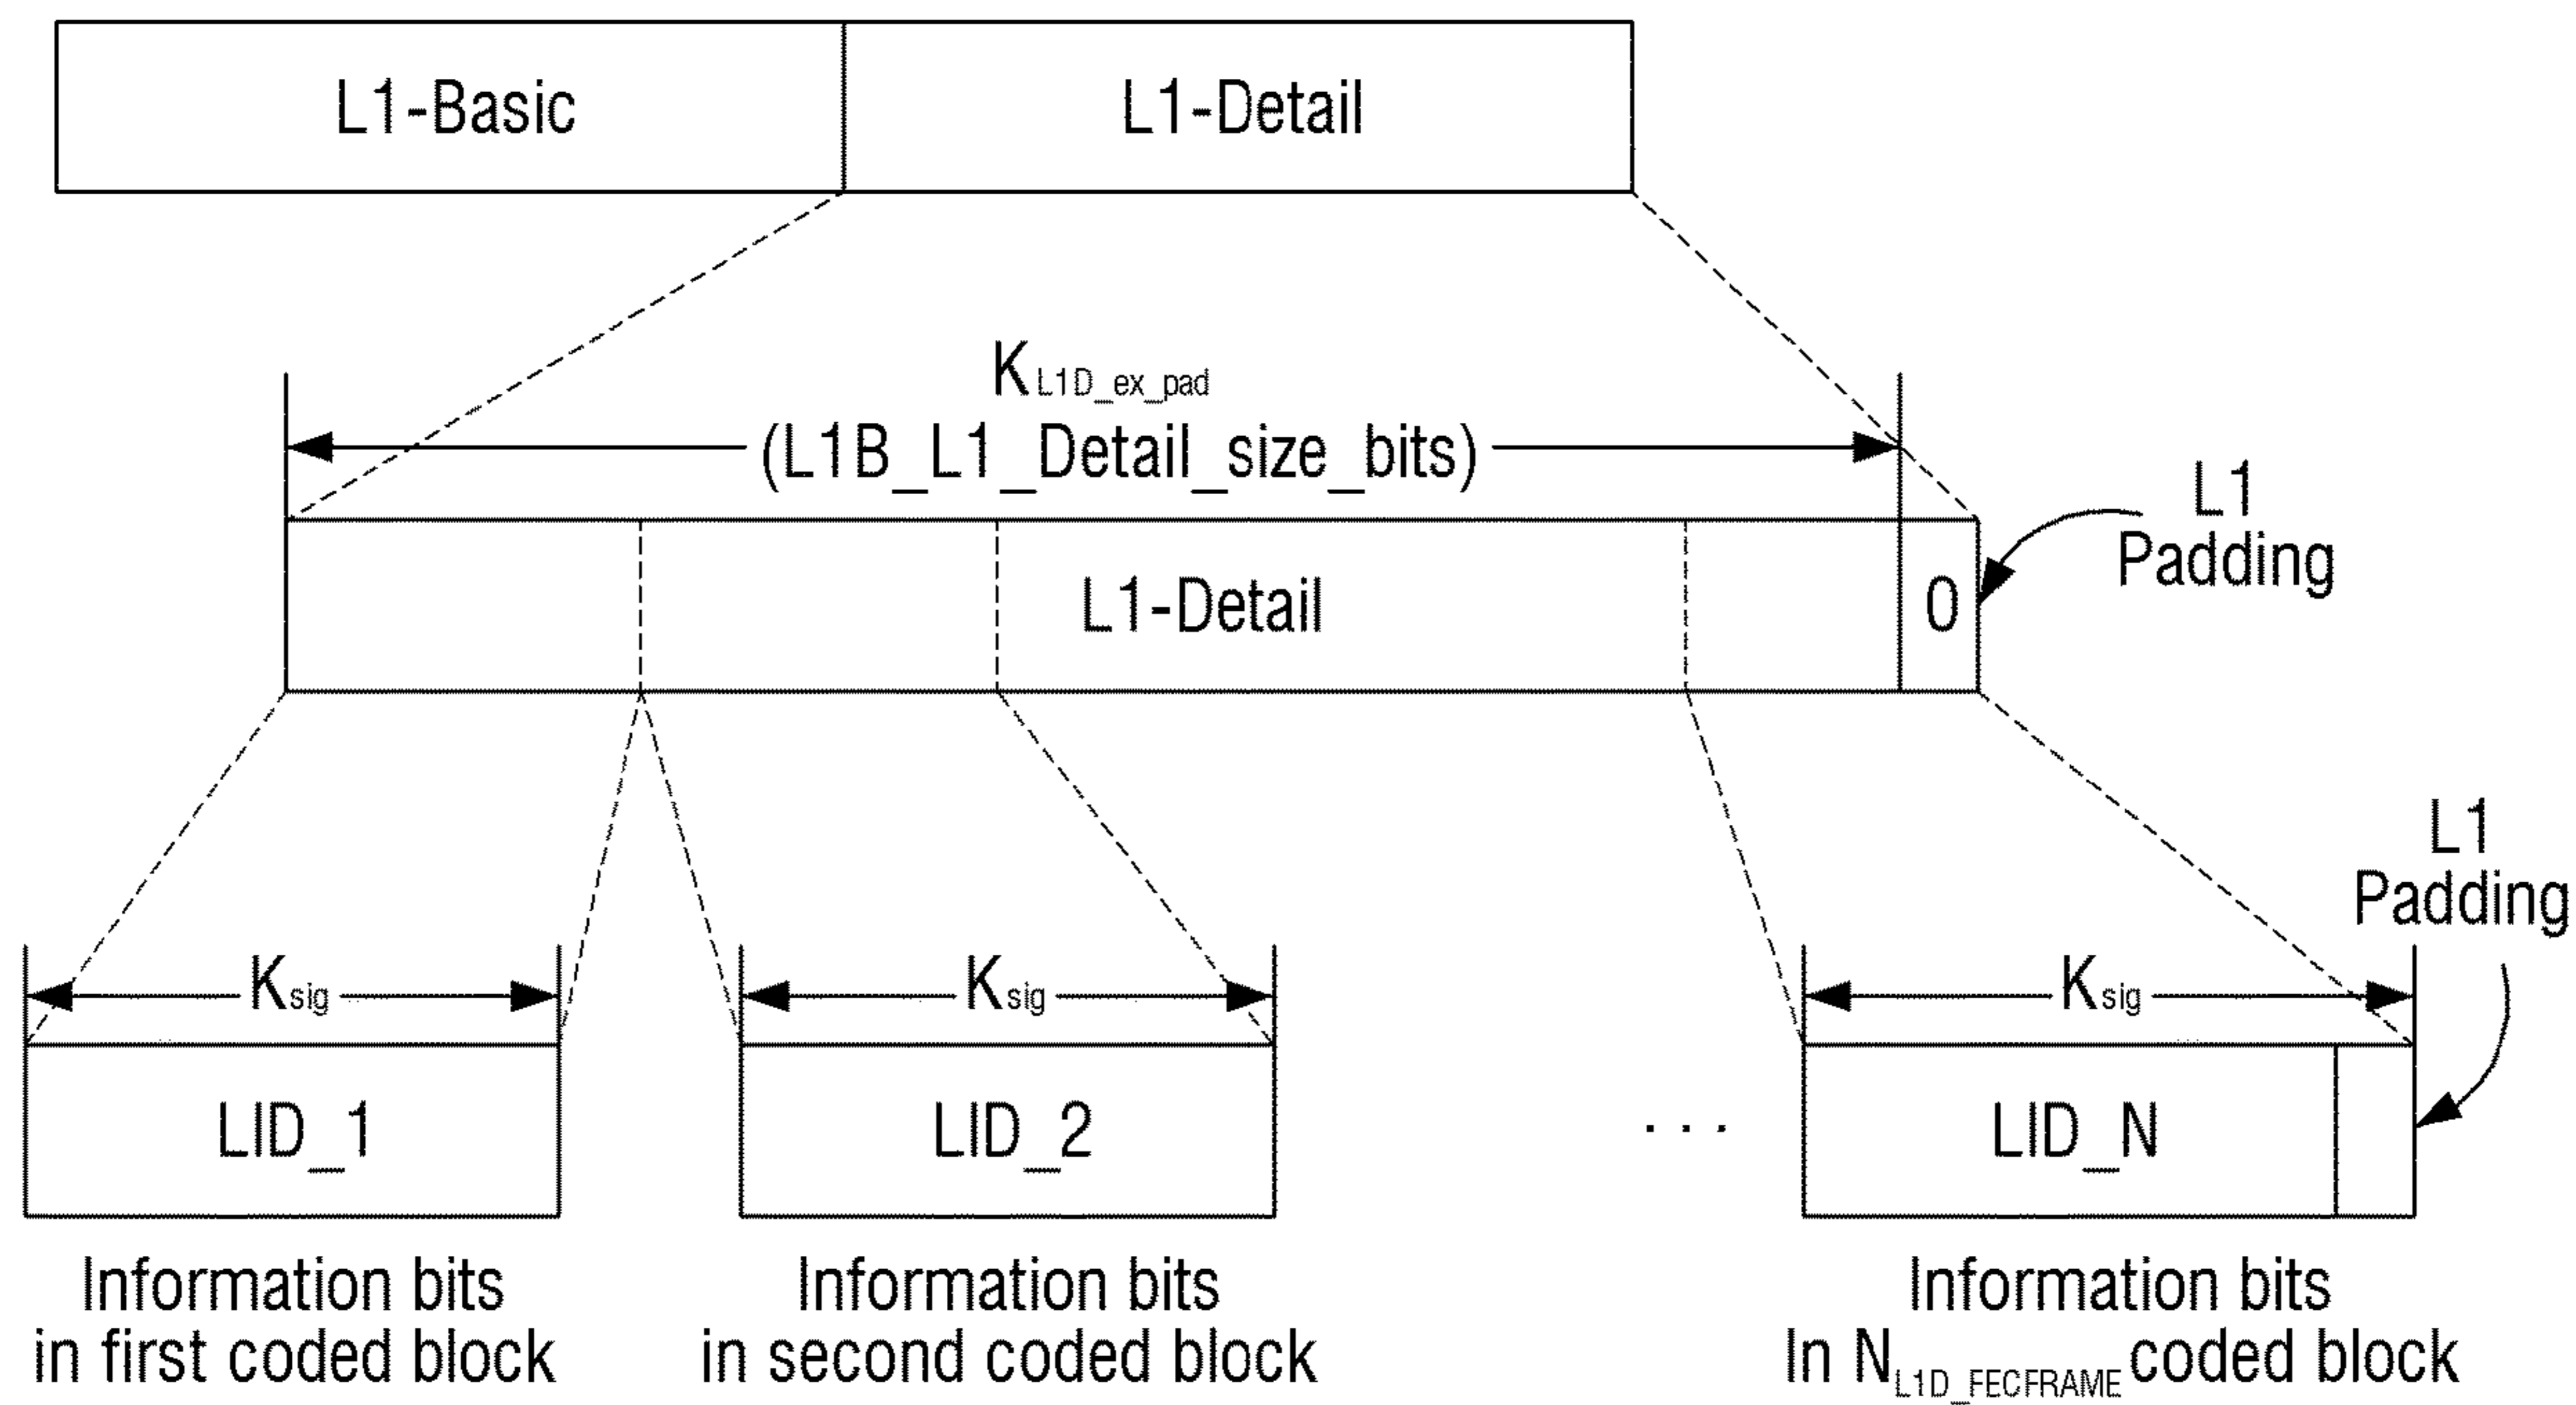 L1-Basic
L1-Detail
K L1D_ex_pad
(L1B_L1_Detail_size_bits)
L1
Padding
L1-Detail
0
L1
Padding
Ksig
Ksig
Ksig
LID_1
LID_2
. . .
LID_N
Information bits
in first coded block
Information bits
in second coded block
Information bits
In NL1D_FECFRAME coded block